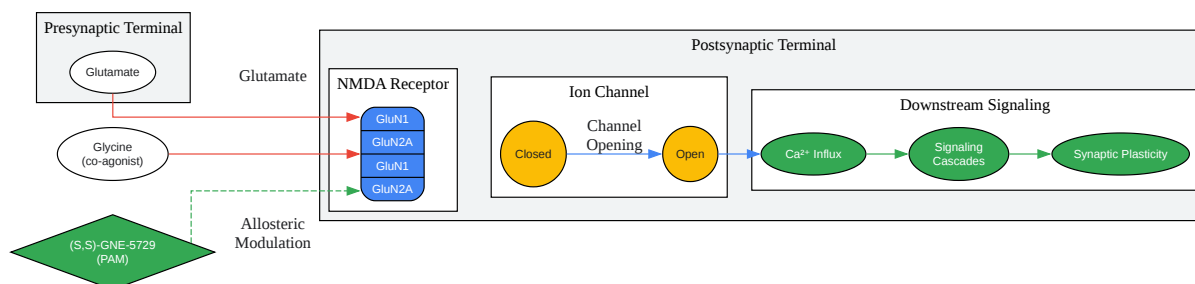 Presynaptic Terminal
Glutamate
Glycine
(co-agonist)
(S,S)-GNE-5729
(PAM)
Glutamate
Allosteric
Modulation
Postsynaptic Terminal
NMDA Receptor
GluN1
GluN2A
GluN1
GluN2A
Ion Channel
Closed
Channel
Opening
Open
Downstream Signaling
Ca²⁺ Influx
Signaling
Cascades
Synaptic Plasticity